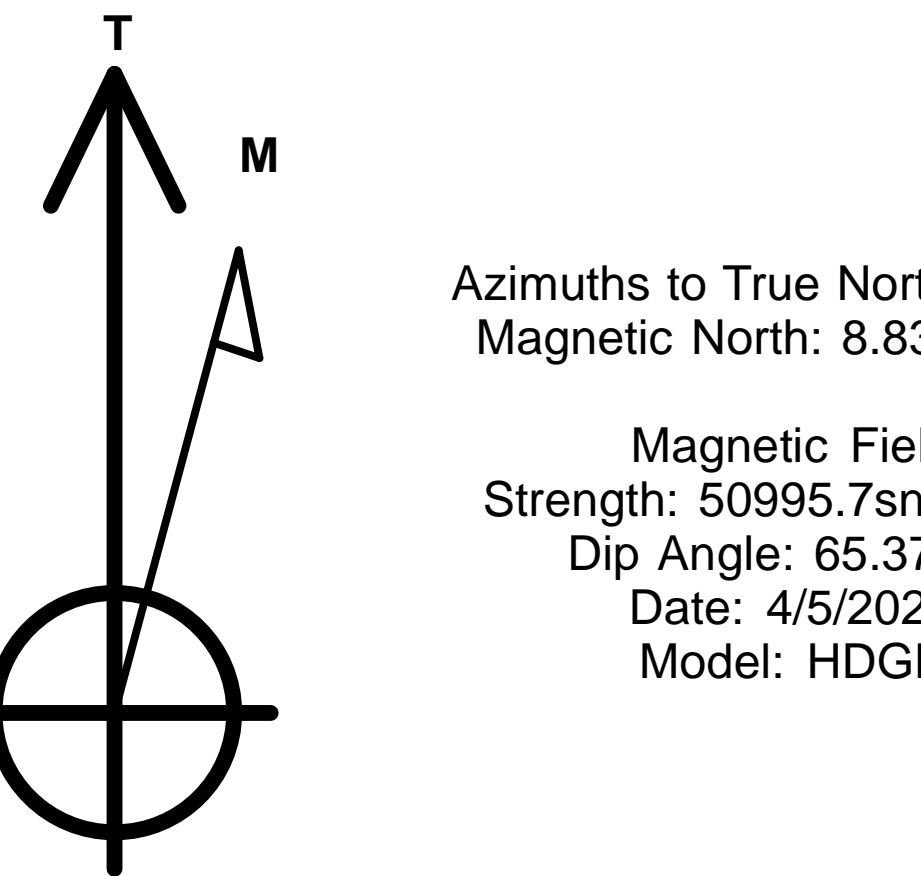 T
M
Azimuths to True Nort
Magnetic North: 8.83
Magnetic Fiel
Strength: 50995.7sn
Dip Angle: 65.37
Date: 4/5/202
Model: HDG